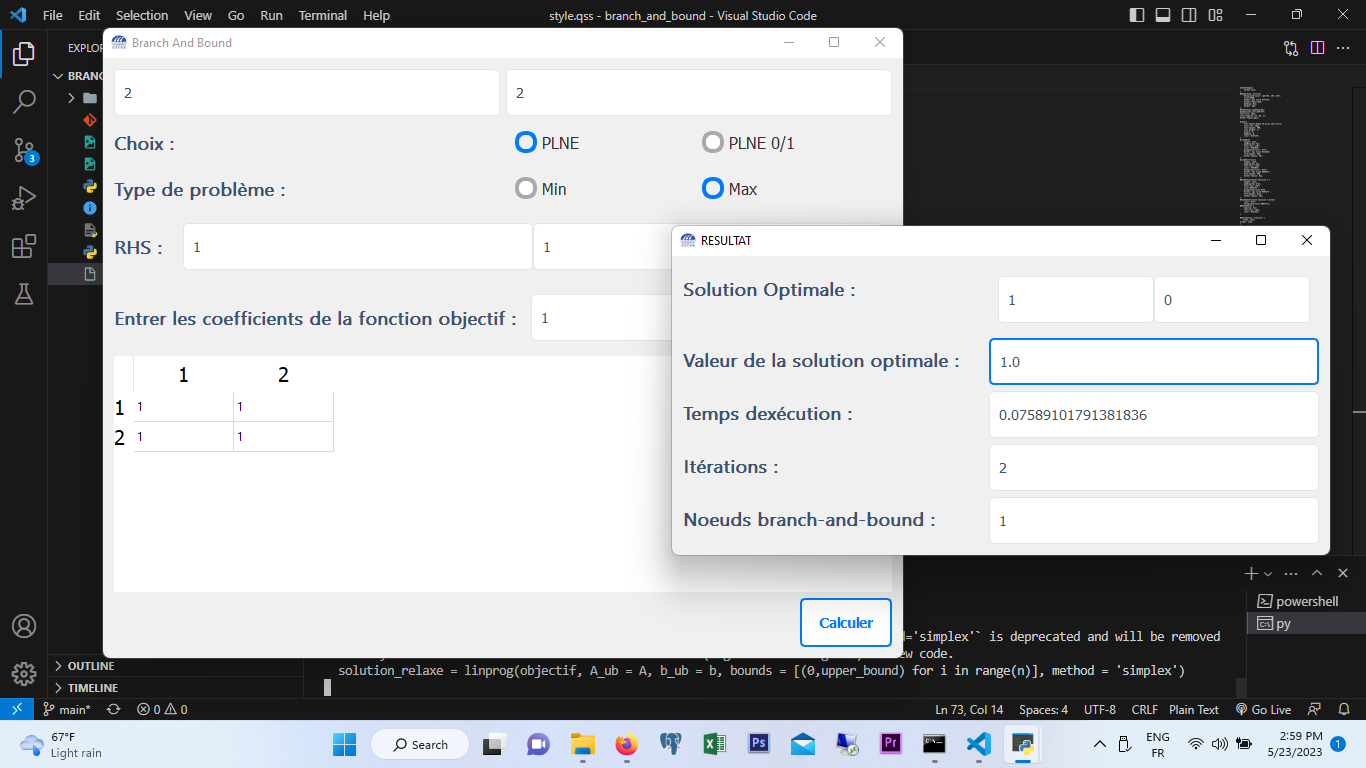 File Edit Selection View Go Run Terminal Help
style.qss - branch_and_bound - Visual Studio Code
EXPLOR
BRANC
Branch And Bound
2 2
Choix : PLNE PLNE 0/1
Type de problème : Min Max
RHS : 1 1
Entrer les coefficients de la fonction objectif : 1
1 2
1 1 1
2 1 1
Calculer
RESULTAT
Solution Optimale : 1 0
Valeur de la solution optimale : 1.0
Temps dexécution : 0.07589101791381836
Itérations : 2
Noeuds branch-and-bound : 1
3
powershell
py
d='simplex'` is deprecated and will be removed
ew code.
solution_relaxe = linprog(objectif, A_ub = A, b_ub = b, bounds = [(0,upper_bound) for i in range(n)], method = 'simplex')
OUTLINE
TIMELINE
main* 0 0
Ln 73, Col 14 Spaces: 4 UTF-8 CRLF Plain Text Go Live
67°F
Light rain
Search
Ps
Pr
ENG
FR
2:59 PM
5/23/2023
1